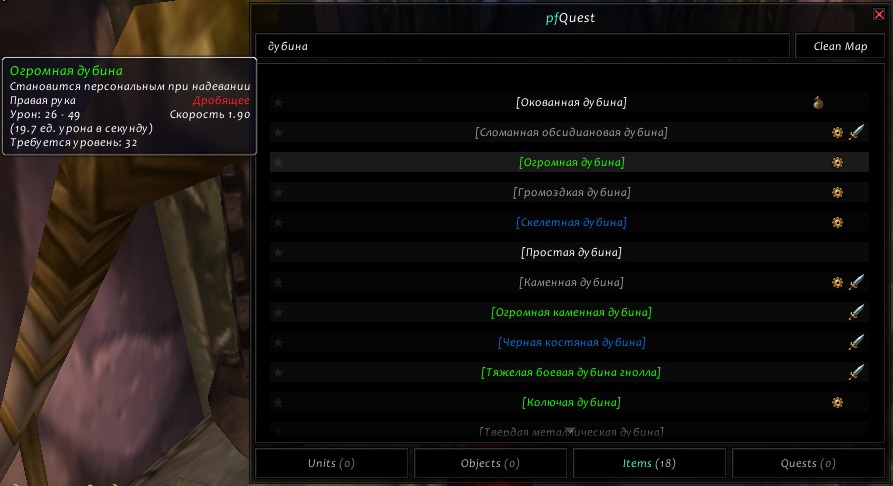 pfQuest
дубина
Clean Map
Огромная дубина
Становится персональным при надевании
Правая рука Дробящее
Урон: 26 - 49 Скорость 1.90
(19.7 ед. урона в секунду)
Требуется уровень: 32
[Окованная дубина]
[Сломанная обсидиановая дубина]
[Огромная дубина]
[Громоздкая дубина]
[Скелетная дубина]
[Простая дубина]
[Каменная дубина]
[Огромная каменная дубина]
[Черная костяная дубина]
[Тяжелая боевая дубина гнолла]
[Колючая дубина]
[Твердая металлическая дубина]
Units (0) Objects (0) Items (18) Quests (0)